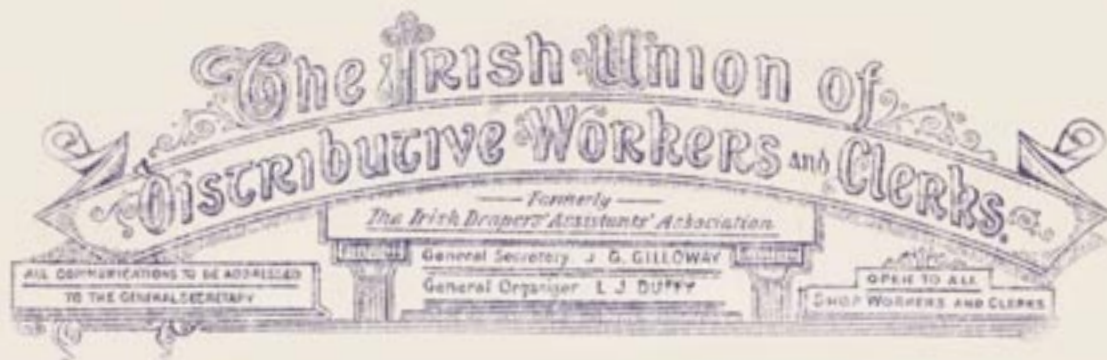 The Irish Union of
Distributive Workers and Clerks.
Formerly
The Irish Drapers' Assistants' Association
General Secretary J. G. GILLOWAY
General Organiser L. J. DUFFY
ALL COMMUNICATIONS TO BE ADDRESSED
TO THE GENERAL SECRETARY
OPEN TO ALL
SHOP WORKERS AND CLERKS